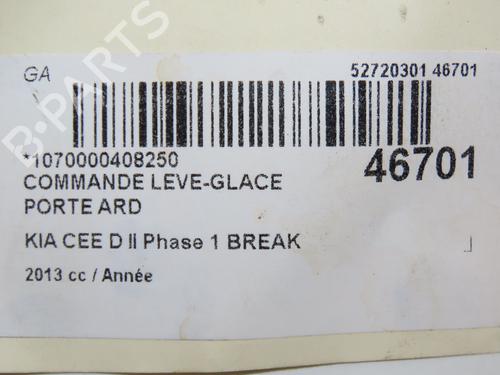 GA
52720301 46701
*1070000408250
46701
COMMANDE LEVE-GLACE
PORTE ARD
KIA CEE D II Phase 1 BREAK
2013 cc / Année
B-PARTS